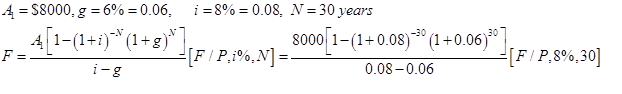 A₁ = $8000, g = 6% = 0.06, i = 8% = 0.08, N = 30 years
F = A₁[1−(1+i)^-N (1+g)^N] / (i−g) [F / P, i%, N] = 8000[1−(1+0.08)^-30 (1+0.06)^30] / (0.08−0.06) [F / P, 8%, 30]